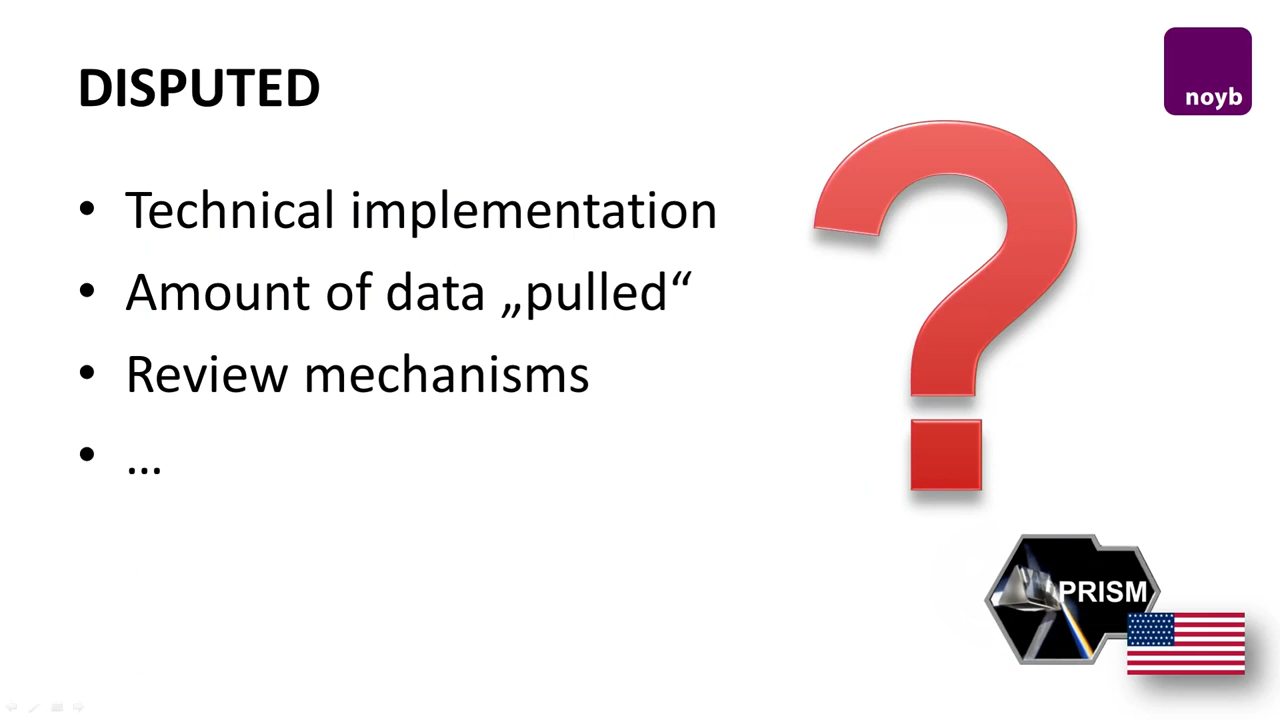 DISPUTED
noyb
• Technical implementation
• Amount of data „pulled“
• Review mechanisms
• ...
?
PRISM